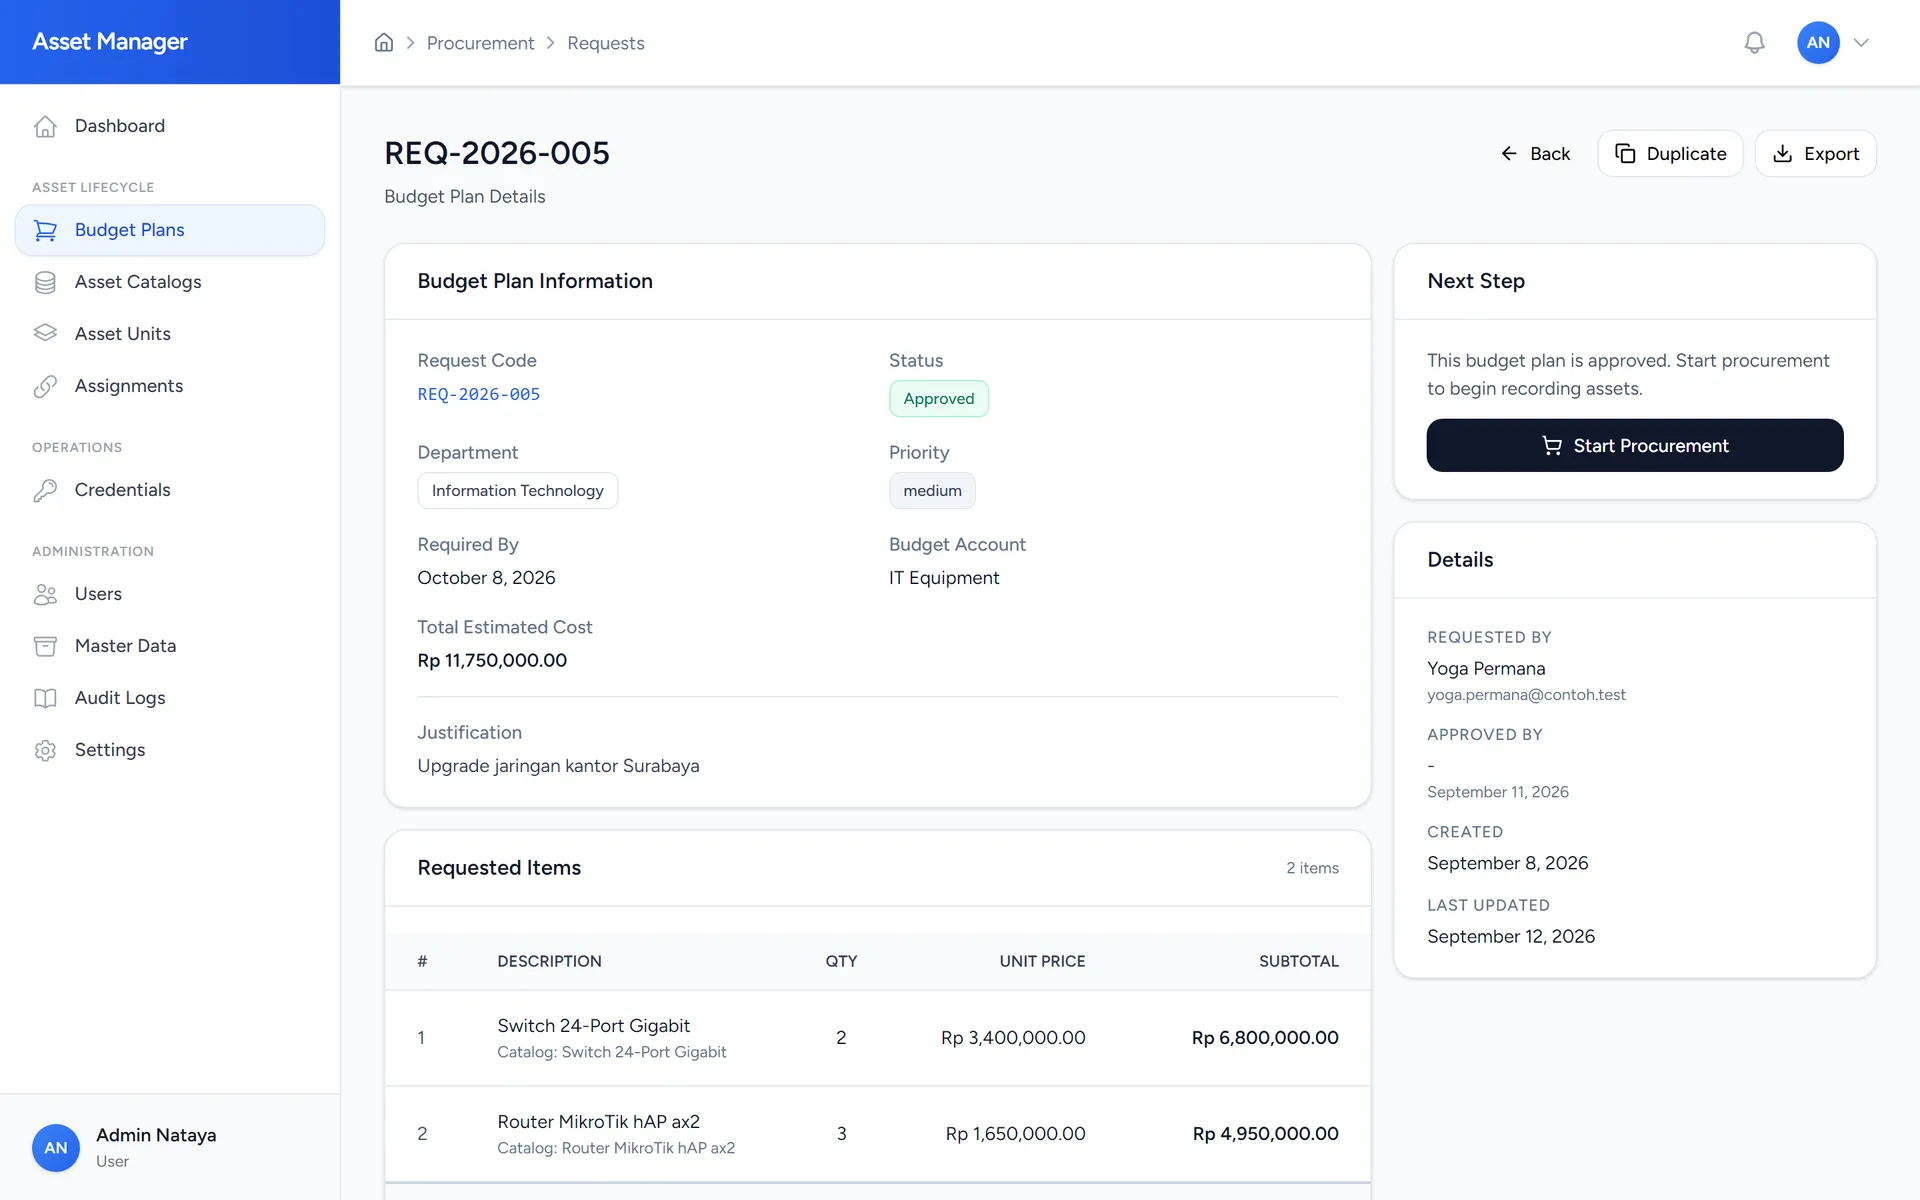 Asset Manager
Dashboard
ASSET LIFECYCLE
Budget Plans
Asset Catalogs
Asset Units
Assignments
OPERATIONS
Credentials
ADMINISTRATION
Users
Master Data
Audit Logs
Settings
AN
Admin Nataya
User
Procurement
Requests
AN
REQ-2026-005
Budget Plan Details
Back
Duplicate
Export
Budget Plan Information
Request Code
REQ-2026-005
Status
Approved
Department
Information Technology
Priority
medium
Required By
October 8, 2026
Budget Account
IT Equipment
Total Estimated Cost
Rp 11,750,000.00
Justification
Upgrade jaringan kantor Surabaya
Requested Items
2 items
# DESCRIPTION QTY UNIT PRICE SUBTOTAL
1 Switch 24-Port Gigabit 2 Rp 3,400,000.00 Rp 6,800,000.00
Catalog: Switch 24-Port Gigabit
2 Router MikroTik hAP ax2 3 Rp 1,650,000.00 Rp 4,950,000.00
Catalog: Router MikroTik hAP ax2
Next Step
This budget plan is approved. Start procurement
to begin recording assets.
Start Procurement
Details
REQUESTED BY
Yoga Permana
yoga.permana@contoh.test
APPROVED BY
-
September 11, 2026
CREATED
September 8, 2026
LAST UPDATED
September 12, 2026